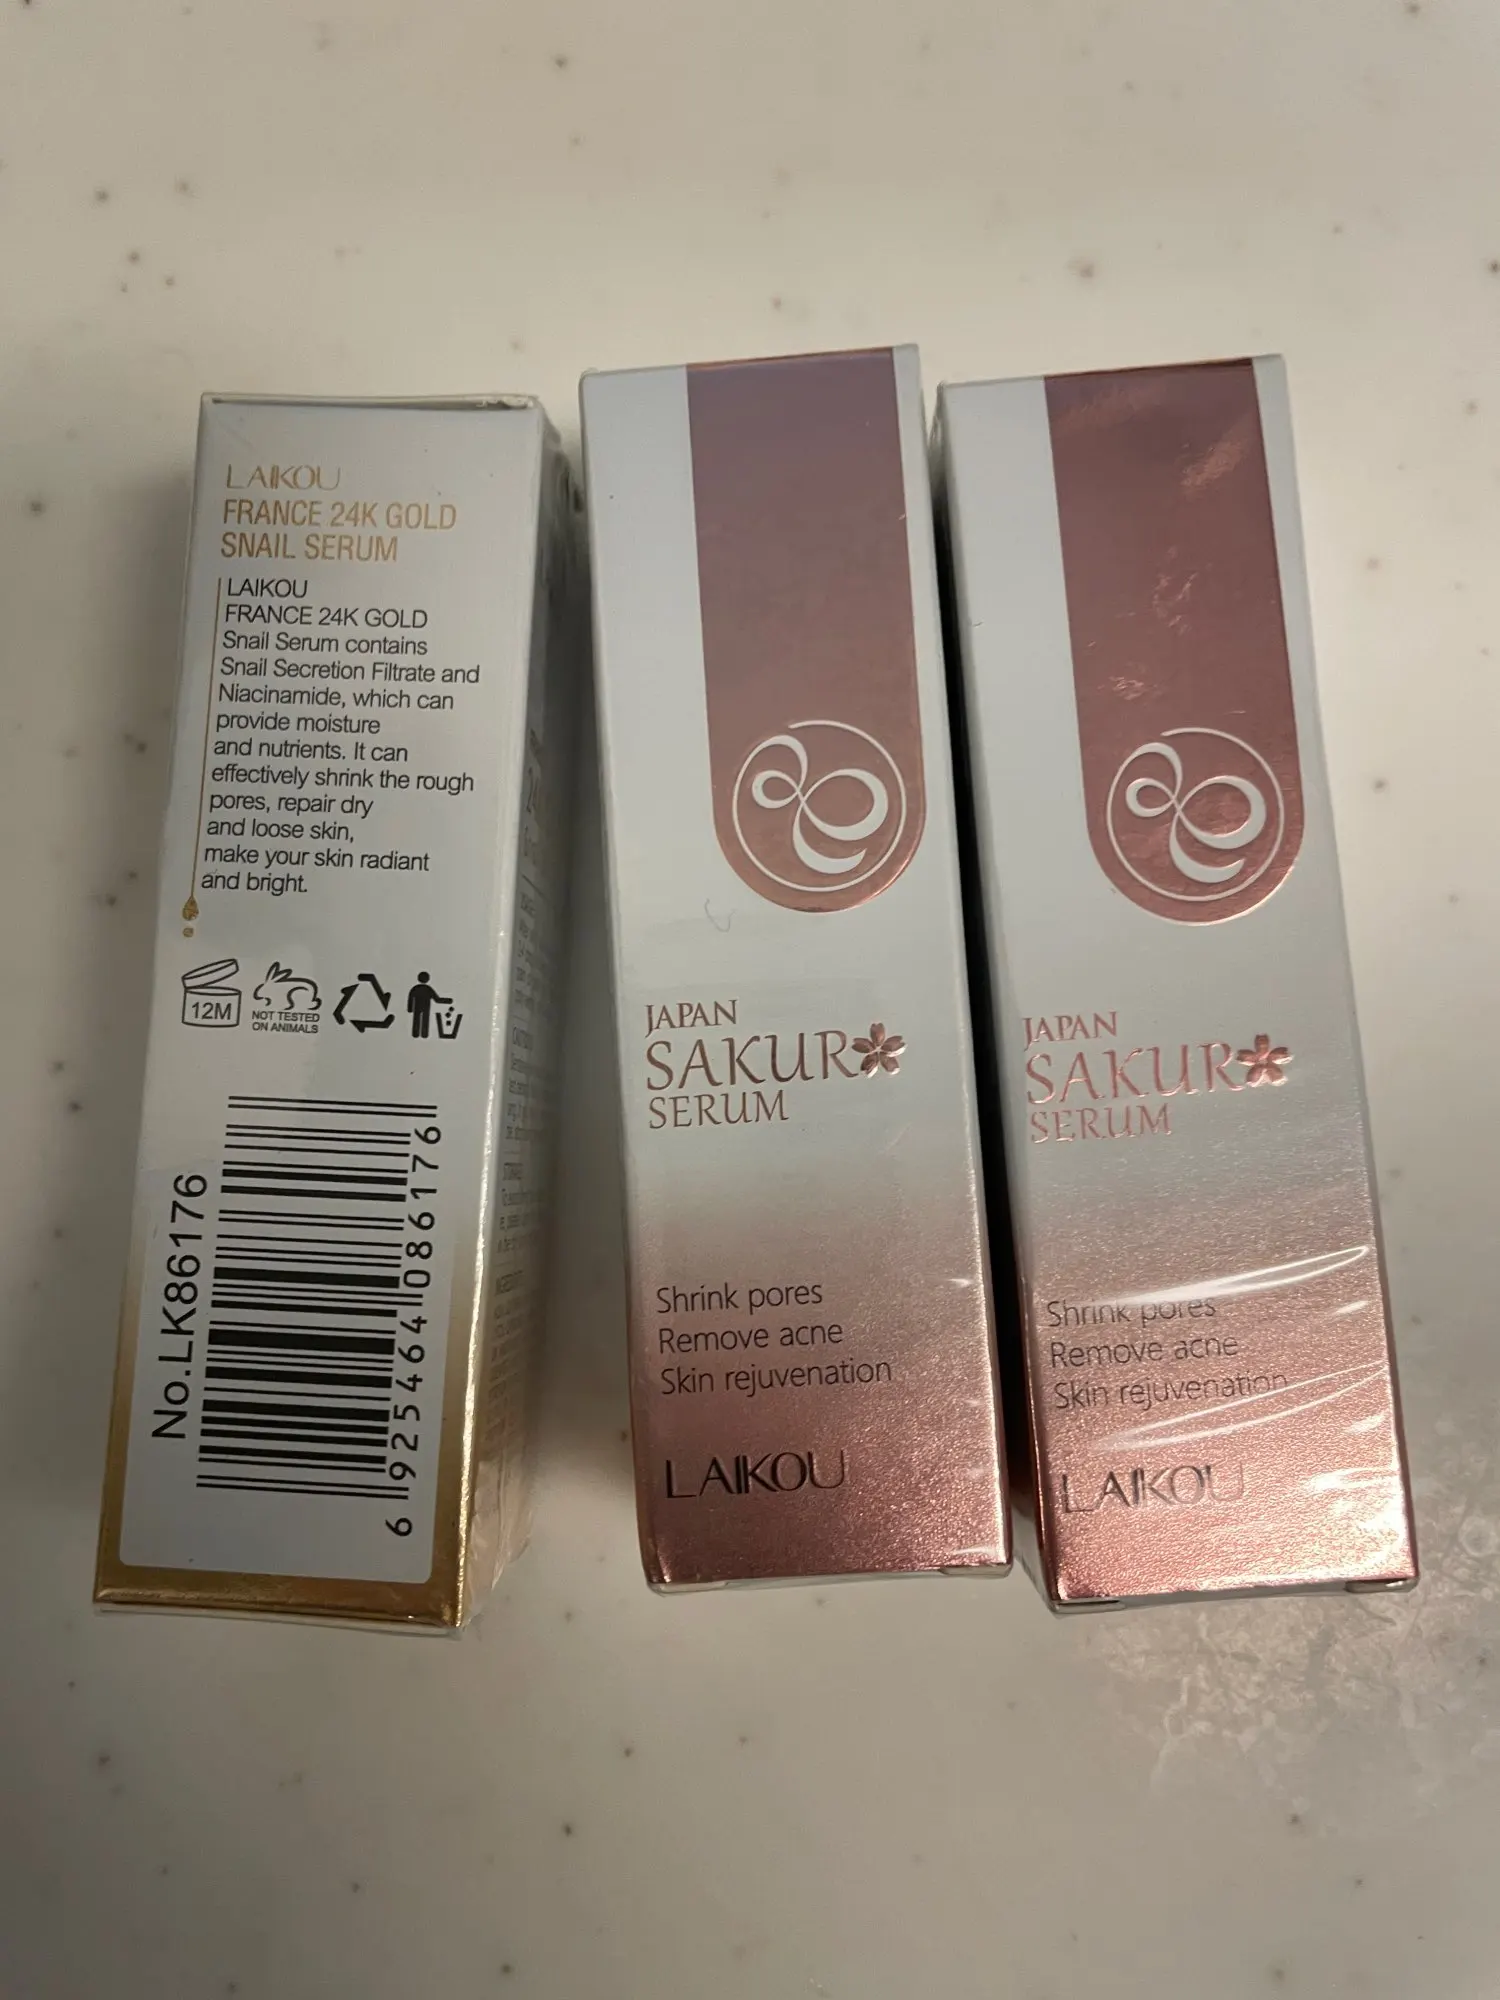 LAIKOU
FRANCE 24K GOLD
SNAIL SERUM
LAIKOU
FRANCE 24K GOLD
Snail Serum contains
Snail Secretion Filtrate and
Niacinamide, which can
provide moisture
and nutrients. It can
effectively shrink the rough
pores, repair dry
and loose skin,
make your skin radiant
and bright.
12M
NOT TESTED
ON ANIMALS
No.LK86176
6 925464 086176
JAPAN
SAKURA
SERUM
Shrink pores
Remove acne
Skin rejuvenation
LAIKOU
JAPAN
SAKURA
SERUM
Shrink pores
Remove acne
Skin rejuvenation
LAIKOU